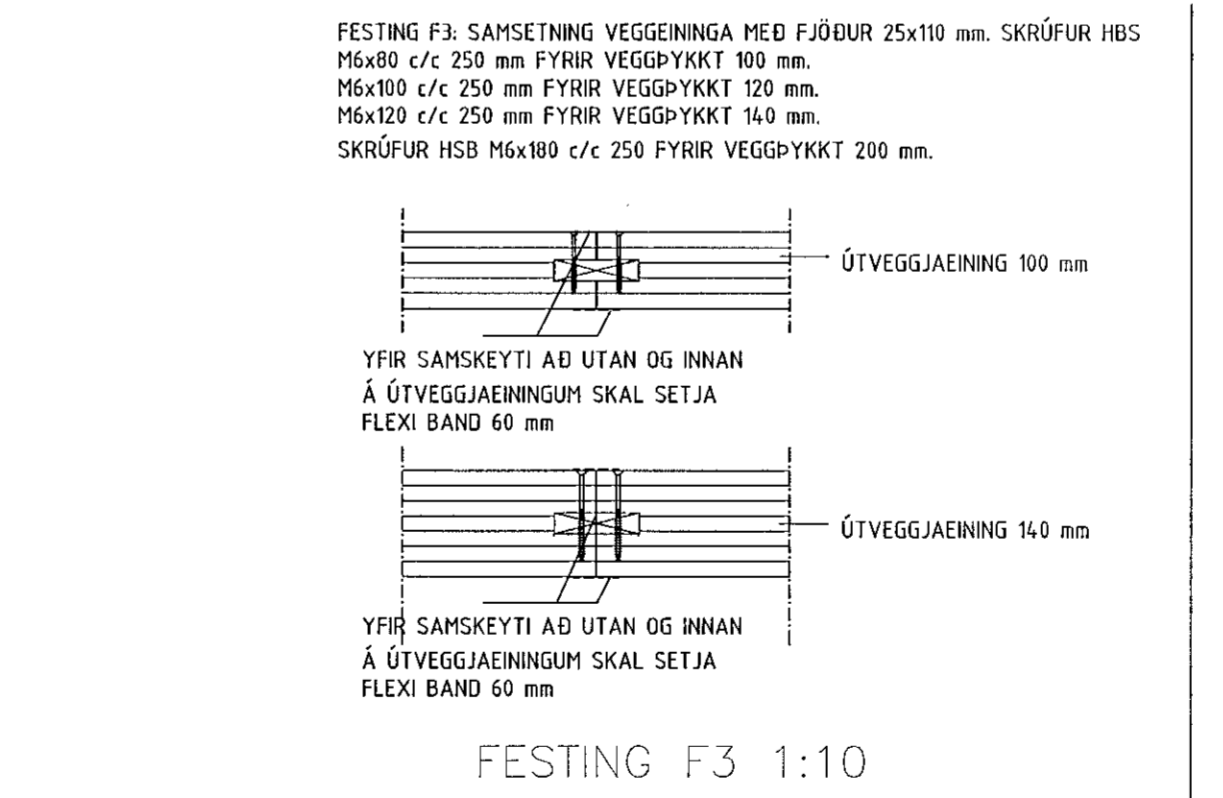 FESTING F3: SAMSETNING VEGGEININGA MEÐ FJÖÐUR 25x110 mm. SKRÚFUR HBS
M6x80 c/c 250 mm FYRIR VEGGÞYKKT 100 mm.
M6x100 c/c 250 mm FYRIR VEGGÞYKKT 120 mm.
M6x120 c/c 250 mm FYRIR VEGGÞYKKT 140 mm.
SKRÚFUR HSB M6x180 c/c 250 FYRIR VEGGÞYKKT 200 mm.
ÚTVEGGJAEINING 100 mm
YFIR SAMSKEYTI AÐ UTAN OG INNAN
Á ÚTVEGGJAEININGUM SKAL SETJA
FLEXI BAND 60 mm
ÚTVEGGJAEINING 140 mm
YFIR SAMSKEYTI AÐ UTAN OG INNAN
Á ÚTVEGGJAEININGUM SKAL SETJA
FLEXI BAND 60 mm
FESTING F3 1:10